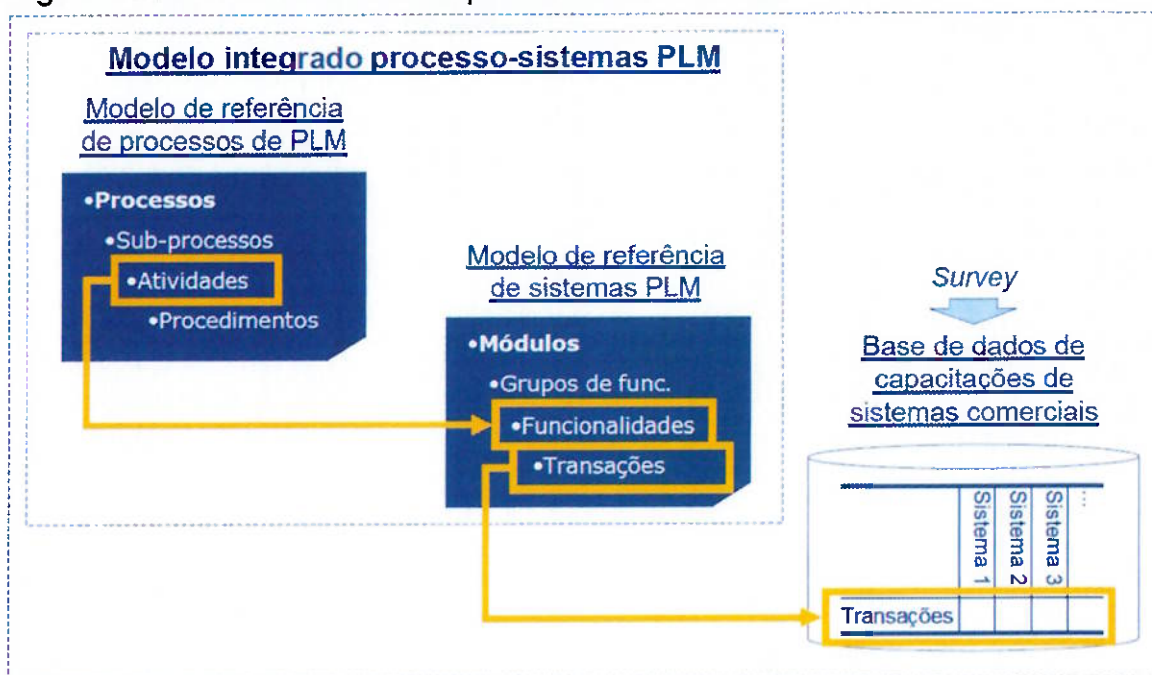 Modelo integrado processo-sistemas PLM
Modelo de referência
de processos de PLM
•Processos
•Sub-processos
•Atividades
•Procedimentos
Modelo de referência
de sistemas PLM
•Módulos
•Grupos de func.
•Funcionalidades
•Transações
Survey
Base de dados de
capacitações de
sistemas comerciais
Sistema 1
Sistema 2
Sistema 3
...
Transações